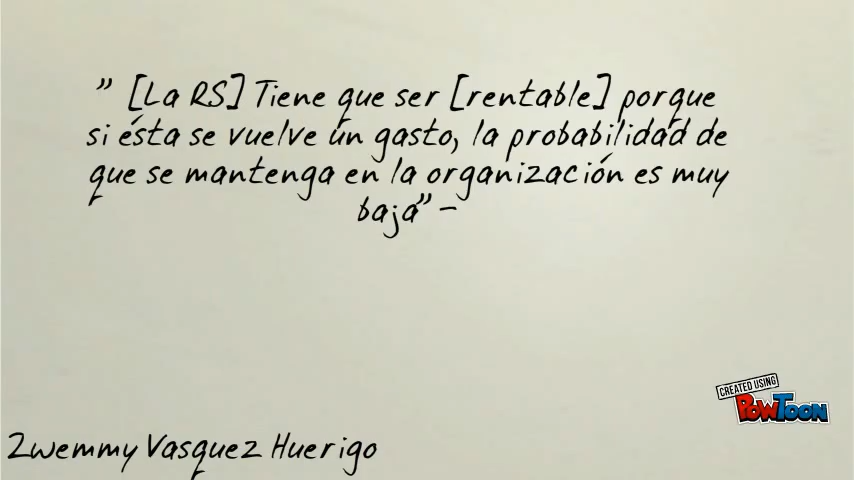 ” [La RS] Tiene que ser [rentable] porque
si ésta se vuelve un gasto, la probabilidad de
que se mantenga en la organización es muy
baja” -
CREATED USING
POWTOON
Zwemmy Vasquez Huerigo